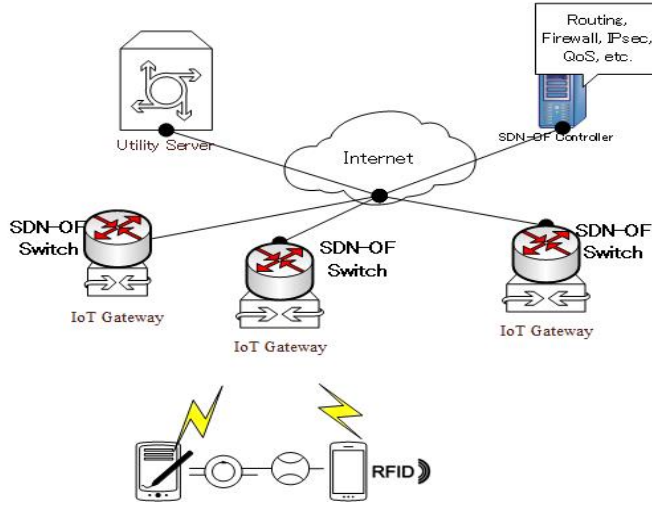 Routing,
Firewall, IPsec,
QoS, etc.
Utility Server
SDN-OF Controller
Internet
SDN-OF
Switch
IoT Gateway
SDN-OF
Switch
IoT Gateway
SDN-OF
Switch
IoT Gateway
RFID